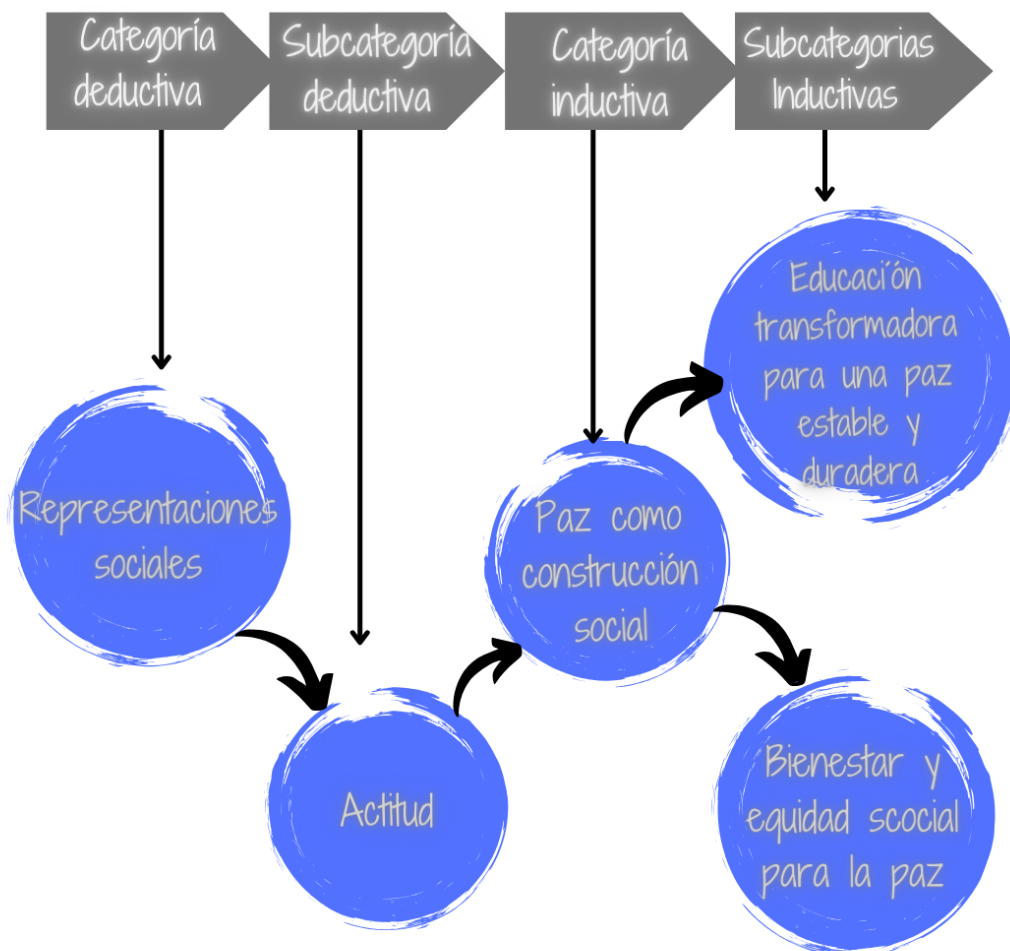 Categoría
deductiva
Subcategoría
deductiva
Categoría
inductiva
Subcategorias
Inductivas
Representaciones
sociales
Actitud
Paz como
construcción
social
Educación
transformadora
para una paz
estable y
duradera
Bienestar y
equidad scocial
para la paz